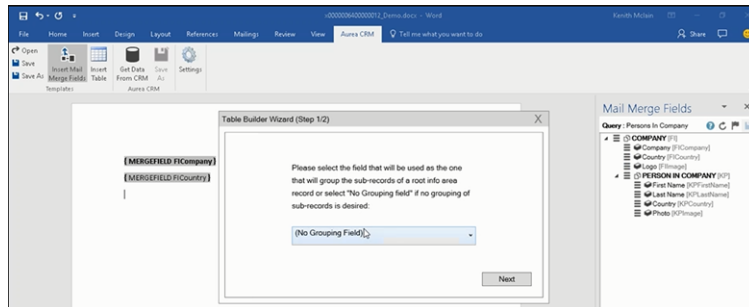 s0000006400000012_Demo.docx - Word
Kenith Mclain
File Home Insert Design Layout References Mailings Review View Aurea CRM Tell me what you want to do Share
Open
Save
Save As
Insert Mail Merge Fields
Insert Table
Get Data From CRM
Save As
Settings
Templates
Aurea CRM
Mail Merge Fields
Query : Persons In Company
COMPANY [FI]
Company [FICompany]
Country [FICountry]
Logo [FIImage]
PERSON IN COMPANY [KP]
First Name [KPFirstName]
Last Name [KPLastName]
Country [KPCountry]
Photo [KPImage]
{ MERGEFIELD FICompany }
{ MERGEFIELD FICountry }
Table Builder Wizard (Step 1/2)
X
Please select the field that will be used as the one
that will group the sub-records of a root info area
record or select "No Grouping field" if no grouping of
sub-records is desired:
(No Grouping Field)
Next